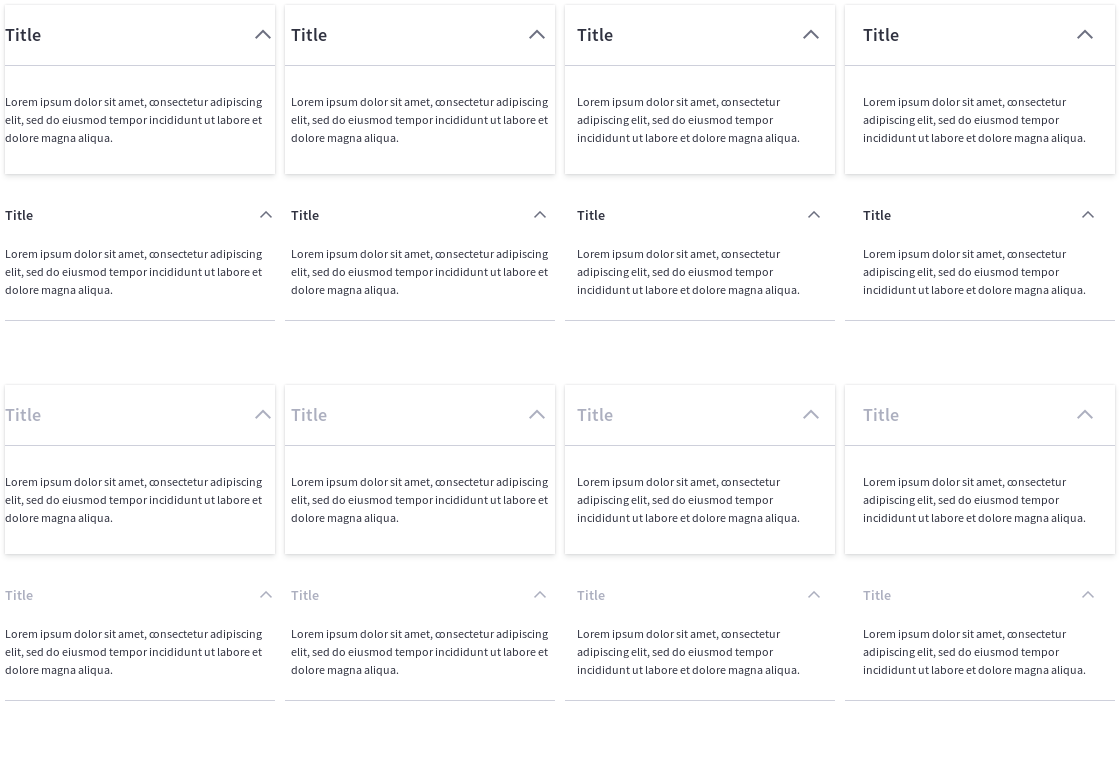 Title
Lorem ipsum dolor sit amet, consectetur adipiscing
elit, sed do eiusmod tempor incididunt ut labore et
dolore magna aliqua.
Title
Lorem ipsum dolor sit amet, consectetur adipiscing
elit, sed do eiusmod tempor incididunt ut labore et
dolore magna aliqua.
Title
Lorem ipsum dolor sit amet, consectetur
adipiscing elit, sed do eiusmod tempor
incididunt ut labore et dolore magna aliqua.
Title
Lorem ipsum dolor sit amet, consectetur
adipiscing elit, sed do eiusmod tempor
incididunt ut labore et dolore magna aliqua.
Title
Lorem ipsum dolor sit amet, consectetur adipiscing
elit, sed do eiusmod tempor incididunt ut labore et
dolore magna aliqua.
Title
Lorem ipsum dolor sit amet, consectetur adipiscing
elit, sed do eiusmod tempor incididunt ut labore et
dolore magna aliqua.
Title
Lorem ipsum dolor sit amet, consectetur
adipiscing elit, sed do eiusmod tempor
incididunt ut labore et dolore magna aliqua.
Title
Lorem ipsum dolor sit amet, consectetur
adipiscing elit, sed do eiusmod tempor
incididunt ut labore et dolore magna aliqua.
Title
Lorem ipsum dolor sit amet, consectetur adipiscing
elit, sed do eiusmod tempor incididunt ut labore et
dolore magna aliqua.
Title
Lorem ipsum dolor sit amet, consectetur adipiscing
elit, sed do eiusmod tempor incididunt ut labore et
dolore magna aliqua.
Title
Lorem ipsum dolor sit amet, consectetur
adipiscing elit, sed do eiusmod tempor
incididunt ut labore et dolore magna aliqua.
Title
Lorem ipsum dolor sit amet, consectetur
adipiscing elit, sed do eiusmod tempor
incididunt ut labore et dolore magna aliqua.
Title
Lorem ipsum dolor sit amet, consectetur adipiscing
elit, sed do eiusmod tempor incididunt ut labore et
dolore magna aliqua.
Title
Lorem ipsum dolor sit amet, consectetur adipiscing
elit, sed do eiusmod tempor incididunt ut labore et
dolore magna aliqua.
Title
Lorem ipsum dolor sit amet, consectetur
adipiscing elit, sed do eiusmod tempor
incididunt ut labore et dolore magna aliqua.
Title
Lorem ipsum dolor sit amet, consectetur
adipiscing elit, sed do eiusmod tempor
incididunt ut labore et dolore magna aliqua.